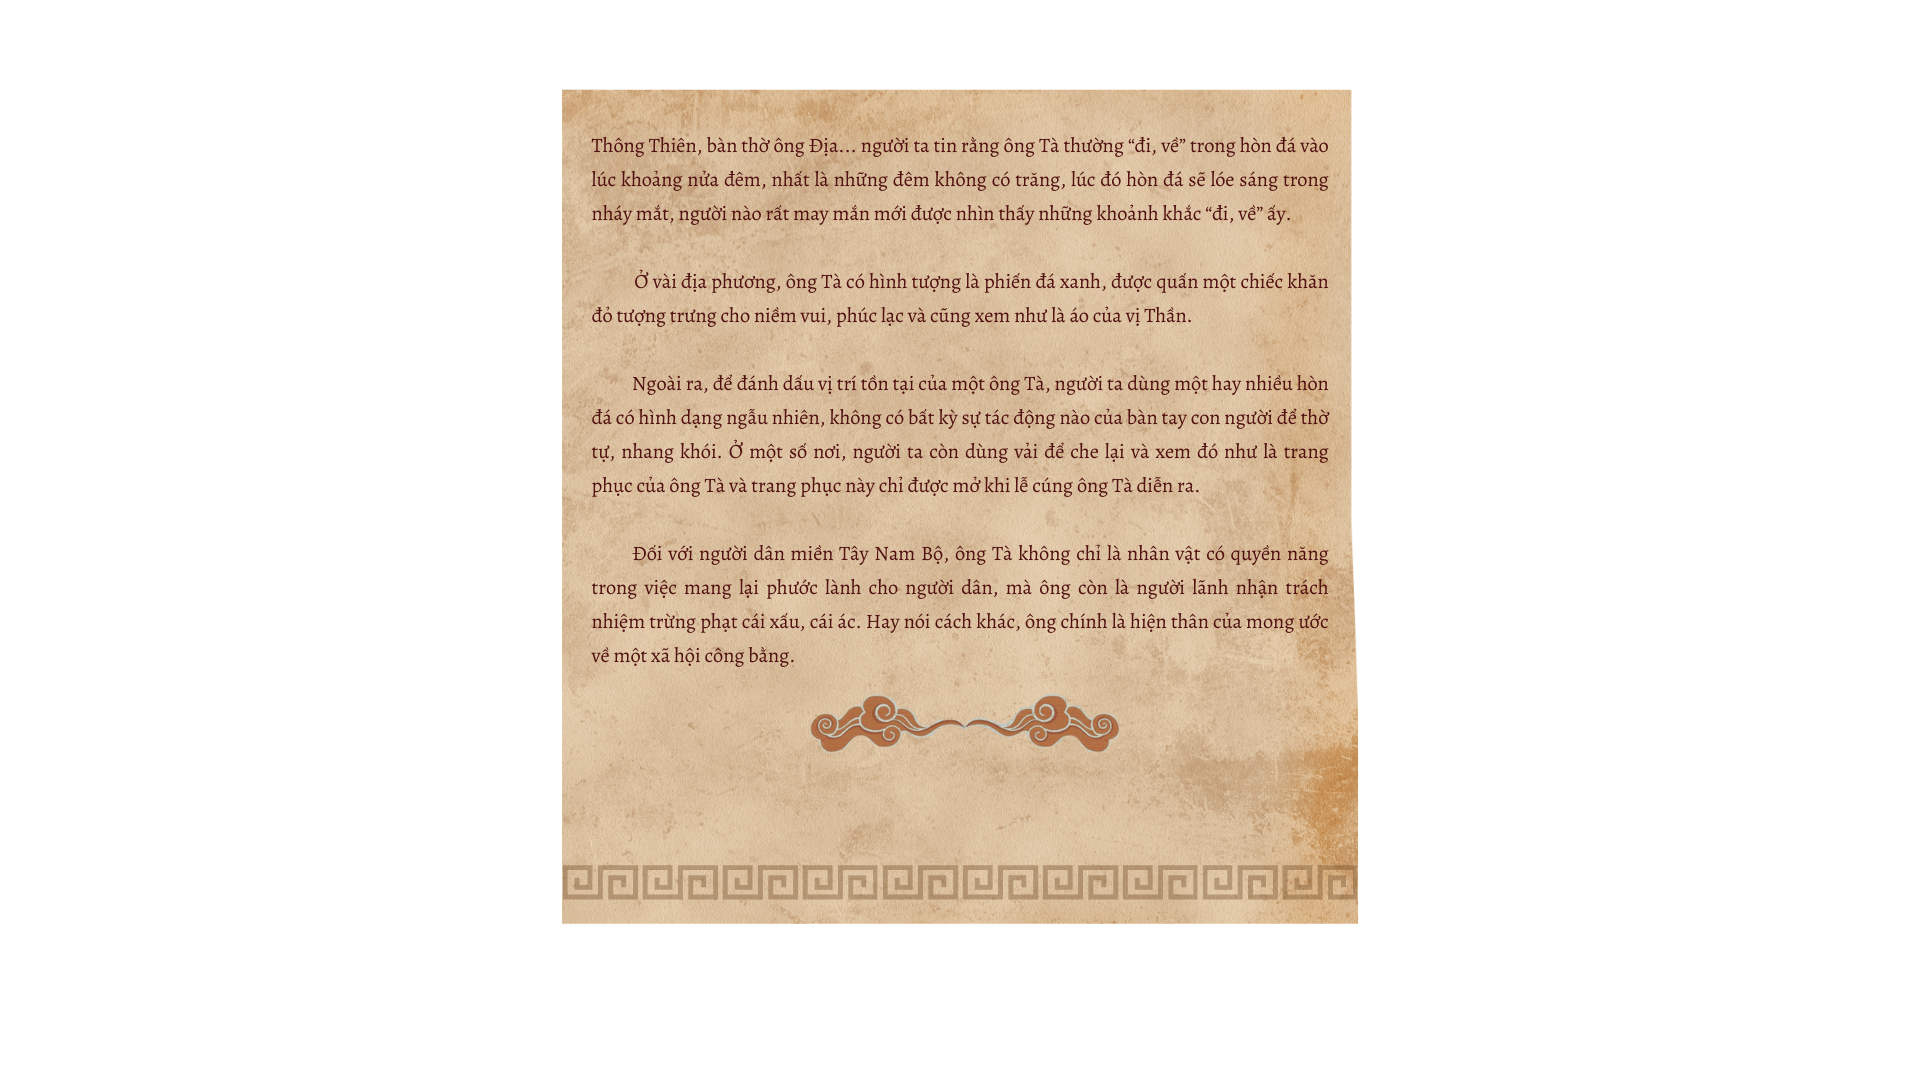 Thông Thiên, bàn thờ ông Địa... người ta tin rằng ông Tà thường “đi, về” trong hòn đá vào
lúc khoảng nửa đêm, nhất là những đêm không có trăng, lúc đó hòn đá sẽ lóe sáng trong
nháy mắt, người nào rất may mắn mới được nhìn thấy những khoảnh khắc “đi, về” ấy.
Ở vài địa phương, ông Tà có hình tượng là phiến đá xanh, được quấn một chiếc khăn
đỏ tượng trưng cho niềm vui, phúc lạc và cũng xem như là áo của vị Thần.
Ngoài ra, để đánh dấu vị trí tồn tại của một ông Tà, người ta dùng một hay nhiều hòn
đá có hình dạng ngẫu nhiên, không có bất kỳ sự tác động nào của bàn tay con người để thờ
tự, nhang khói. Ở một số nơi, người ta còn dùng vải để che lại và xem đó như là trang
phục của ông Tà và trang phục này chỉ được mở khi lễ cúng ông Tà diễn ra.
Đối với người dân miền Tây Nam Bộ, ông Tà không chỉ là nhân vật có quyền năng
trong việc mang lại phước lành cho người dân, mà ông còn là người lãnh nhận trách
nhiệm trừng phạt cái xấu, cái ác. Hay nói cách khác, ông chính là hiện thân của mong ước
về một xã hội công bằng.